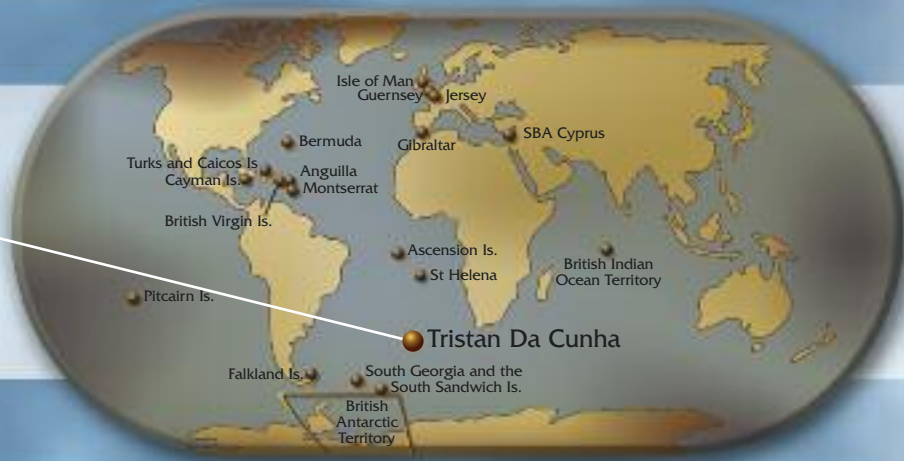 Isle of Man
Guernsey
Jersey
Bermuda
Gibraltar
SBA Cyprus
Turks and Caicos Is
Cayman Is.
Anguilla
Montserrat
British Virgin Is.
Ascension Is.
St Helena
British Indian
Ocean Territory
Pitcairn Is.
Tristan Da Cunha
Falkland Is.
South Georgia and the
South Sandwich Is.
British
Antarctic
Territory